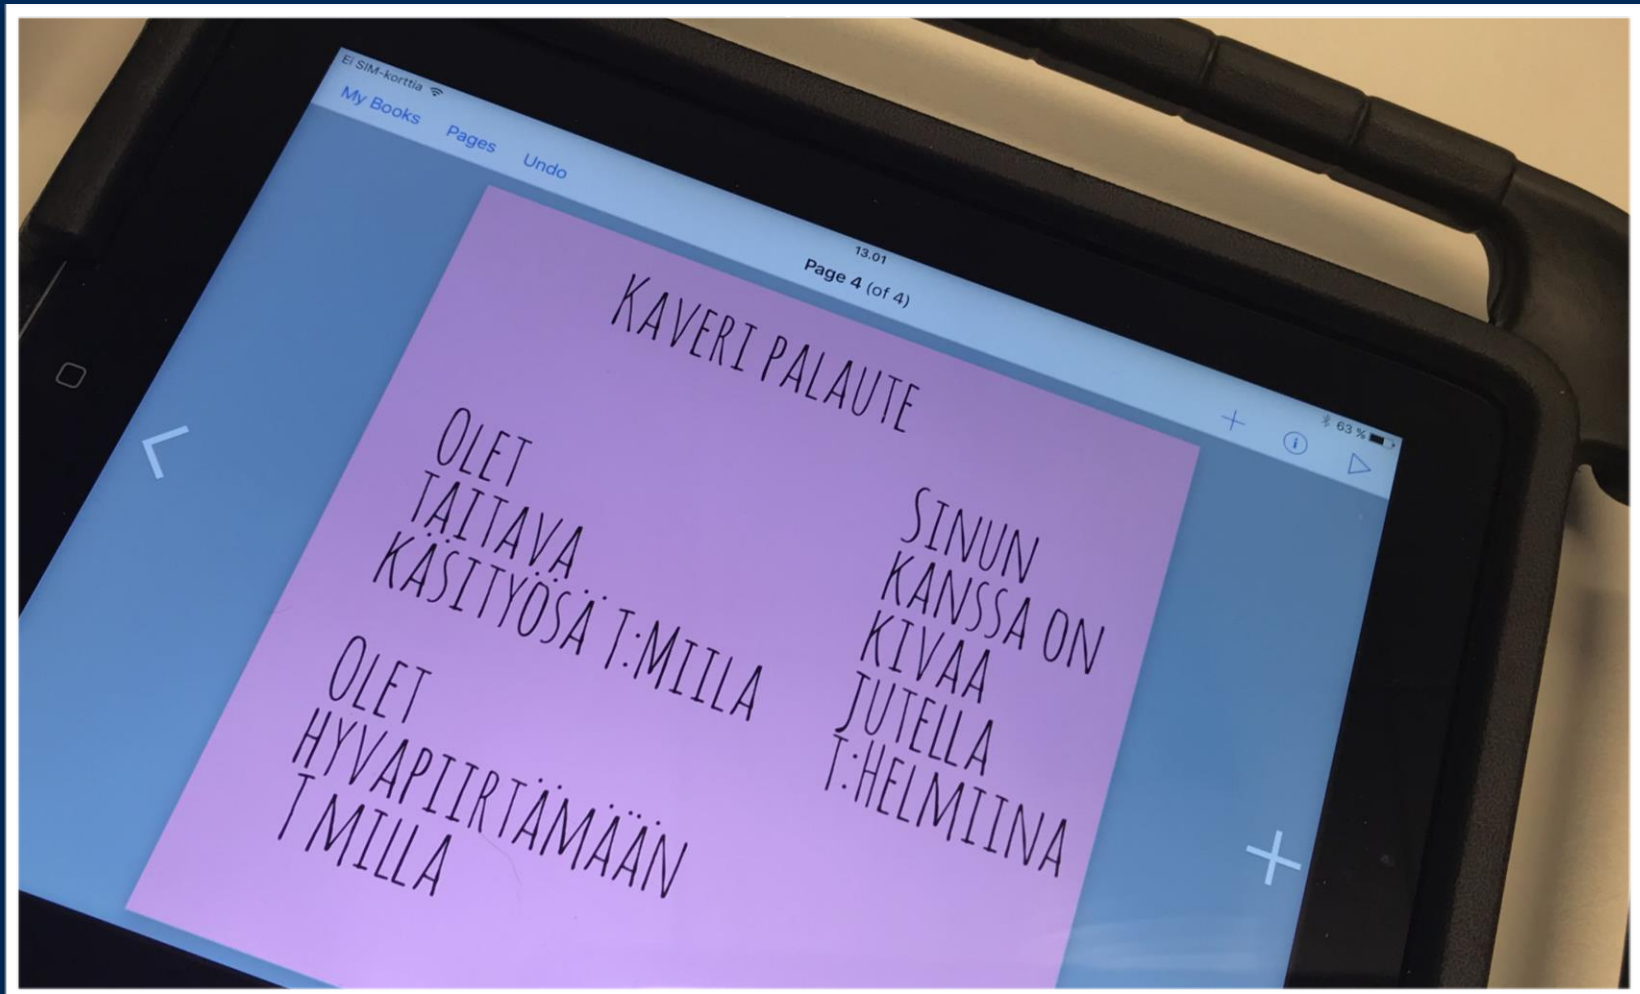 Ei SIM-korttia
My Books Pages Undo
13.01
Page 4 (of 4)
63 %
KAVERI PALAUTE
OLET
TAITAVA
KÄSITYÖSÄ T:MIILA
OLET
HYVAPIIRTÄMÄÄN
T MILLA
SINUN
KANSSA ON
KIVAA
JUTELLA
T:HELMIINA